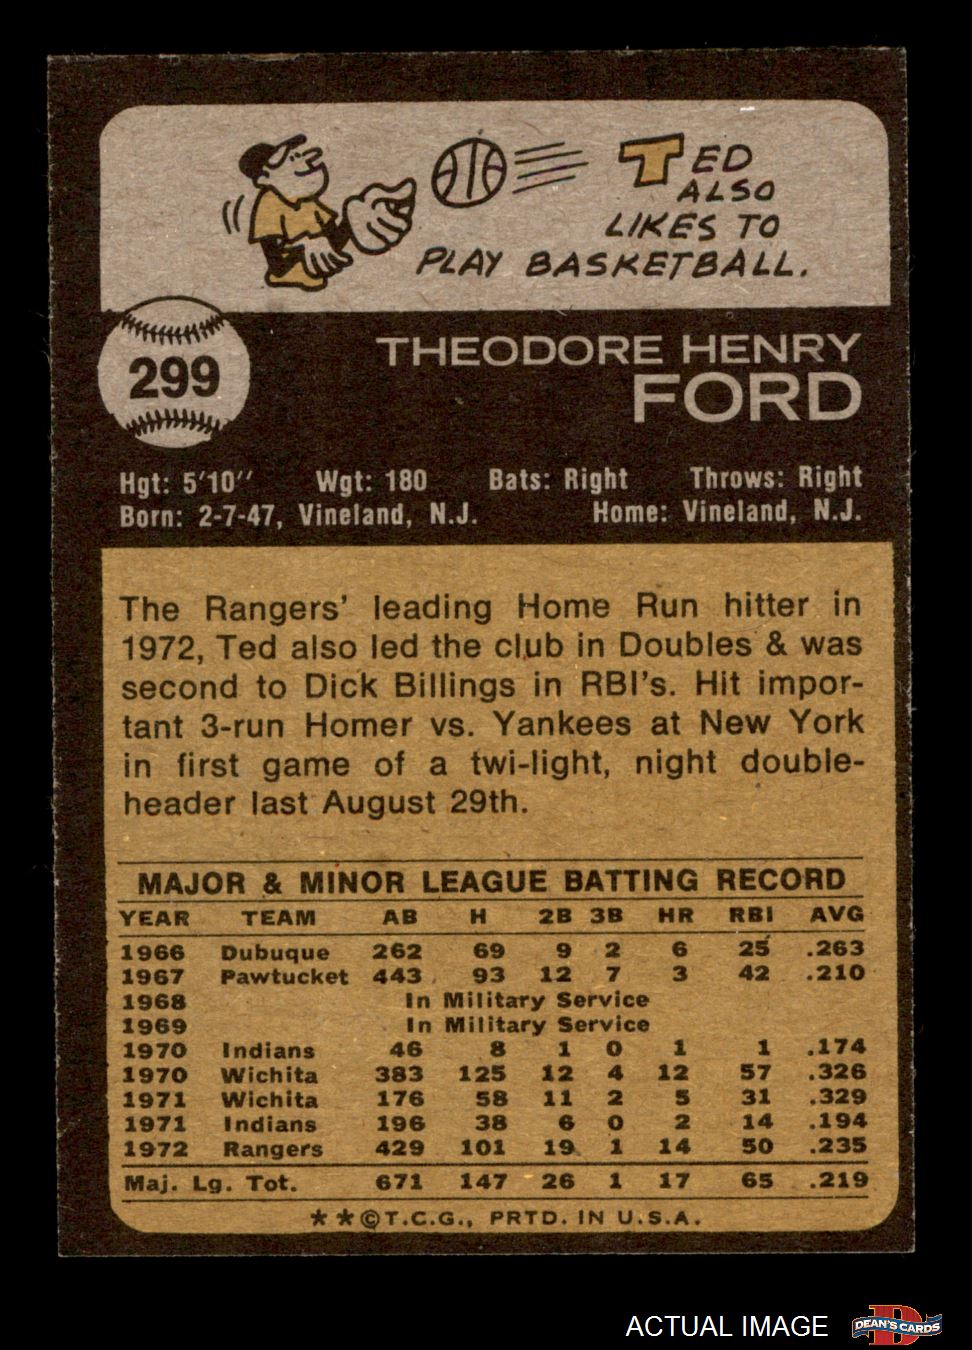 TED
ALSO
LIKES TO
PLAY BASKETBALL.
299
THEODORE HENRY
FORD
Hgt: 5'10'' Wgt: 180 Bats: Right Throws: Right
Born: 2-7-47, Vineland, N.J. Home: Vineland, N.J.
The Rangers' leading Home Run hitter in
1972, Ted also led the club in Doubles & was
second to Dick Billings in RBI's. Hit impor-
tant 3-run Homer vs. Yankees at New York
in first game of a twi-light, night double-
header last August 29th.
MAJOR & MINOR LEAGUE BATTING RECORD
YEAR TEAM AB H 2B 3B HR RBI AVG
1966 Dubuque 262 69 9 2 6 25 .263
1967 Pawtucket 443 93 12 7 3 42 .210
1968 In Military Service
1969 In Military Service
1970 Indians 46 8 1 0 1 1 .174
1970 Wichita 383 125 12 4 12 57 .326
1971 Wichita 176 58 11 2 5 31 .329
1971 Indians 196 38 6 0 2 14 .194
1972 Rangers 429 101 19 1 14 50 .235
Maj. Lg. Tot. 671 147 26 1 17 65 .219
**©T.C.G., PRTD. IN U.S.A.
ACTUAL IMAGE
D
DEAN'S CARDS